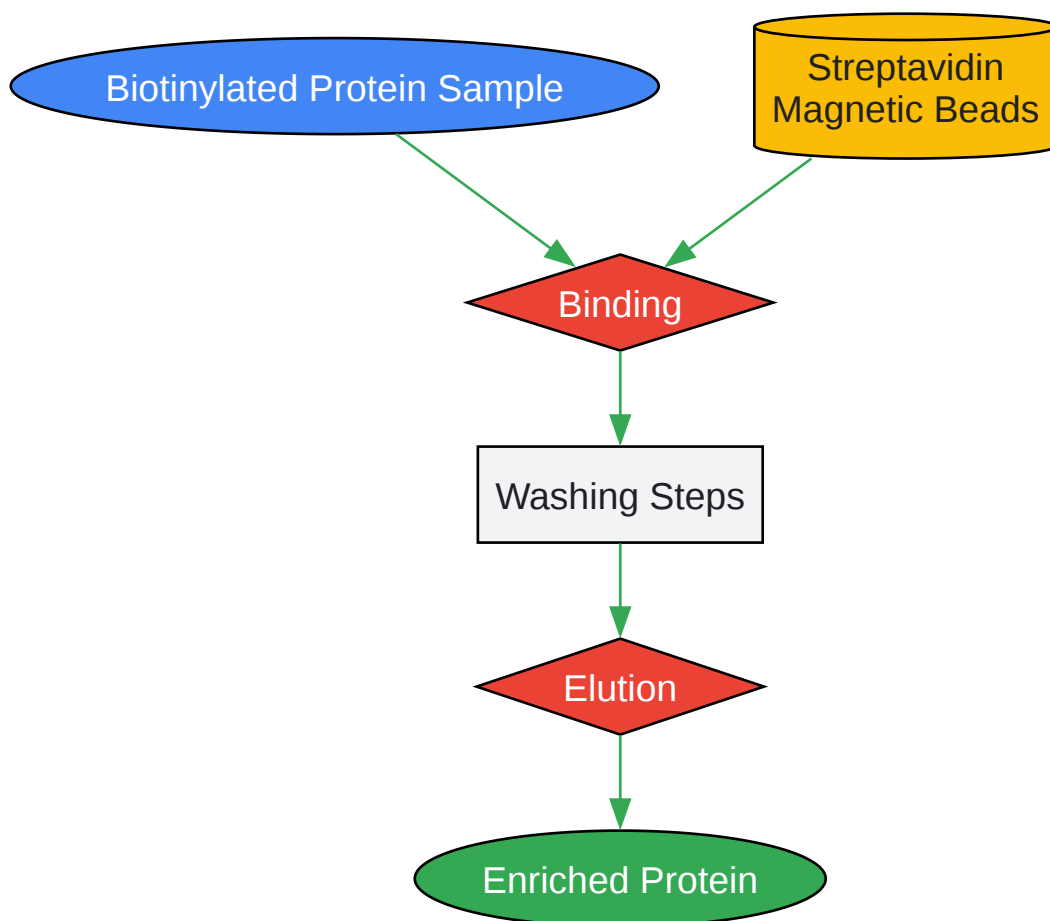 Biotinylated Protein Sample
Streptavidin
Magnetic Beads
Binding
Washing Steps
Elution
Enriched Protein